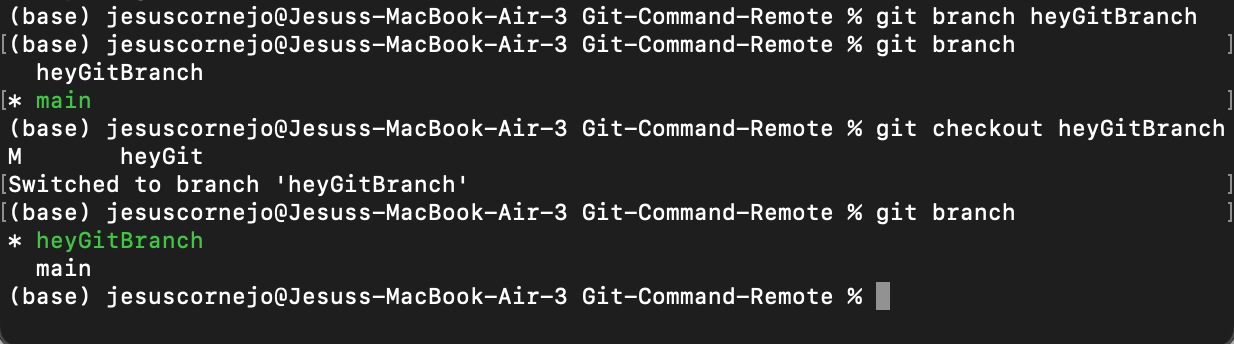 (base) jesuscornejo@Jesuss-MacBook-Air-3 Git-Command-Remote % git branch heyGitBranch
[(base) jesuscornejo@Jesuss-MacBook-Air-3 Git-Command-Remote % git branch ]
heyGitBranch
[* main ]
(base) jesuscornejo@Jesuss-MacBook-Air-3 Git-Command-Remote % git checkout heyGitBranch
M heyGit
[Switched to branch 'heyGitBranch' ]
[(base) jesuscornejo@Jesuss-MacBook-Air-3 Git-Command-Remote % git branch ]
* heyGitBranch
main
(base) jesuscornejo@Jesuss-MacBook-Air-3 Git-Command-Remote %